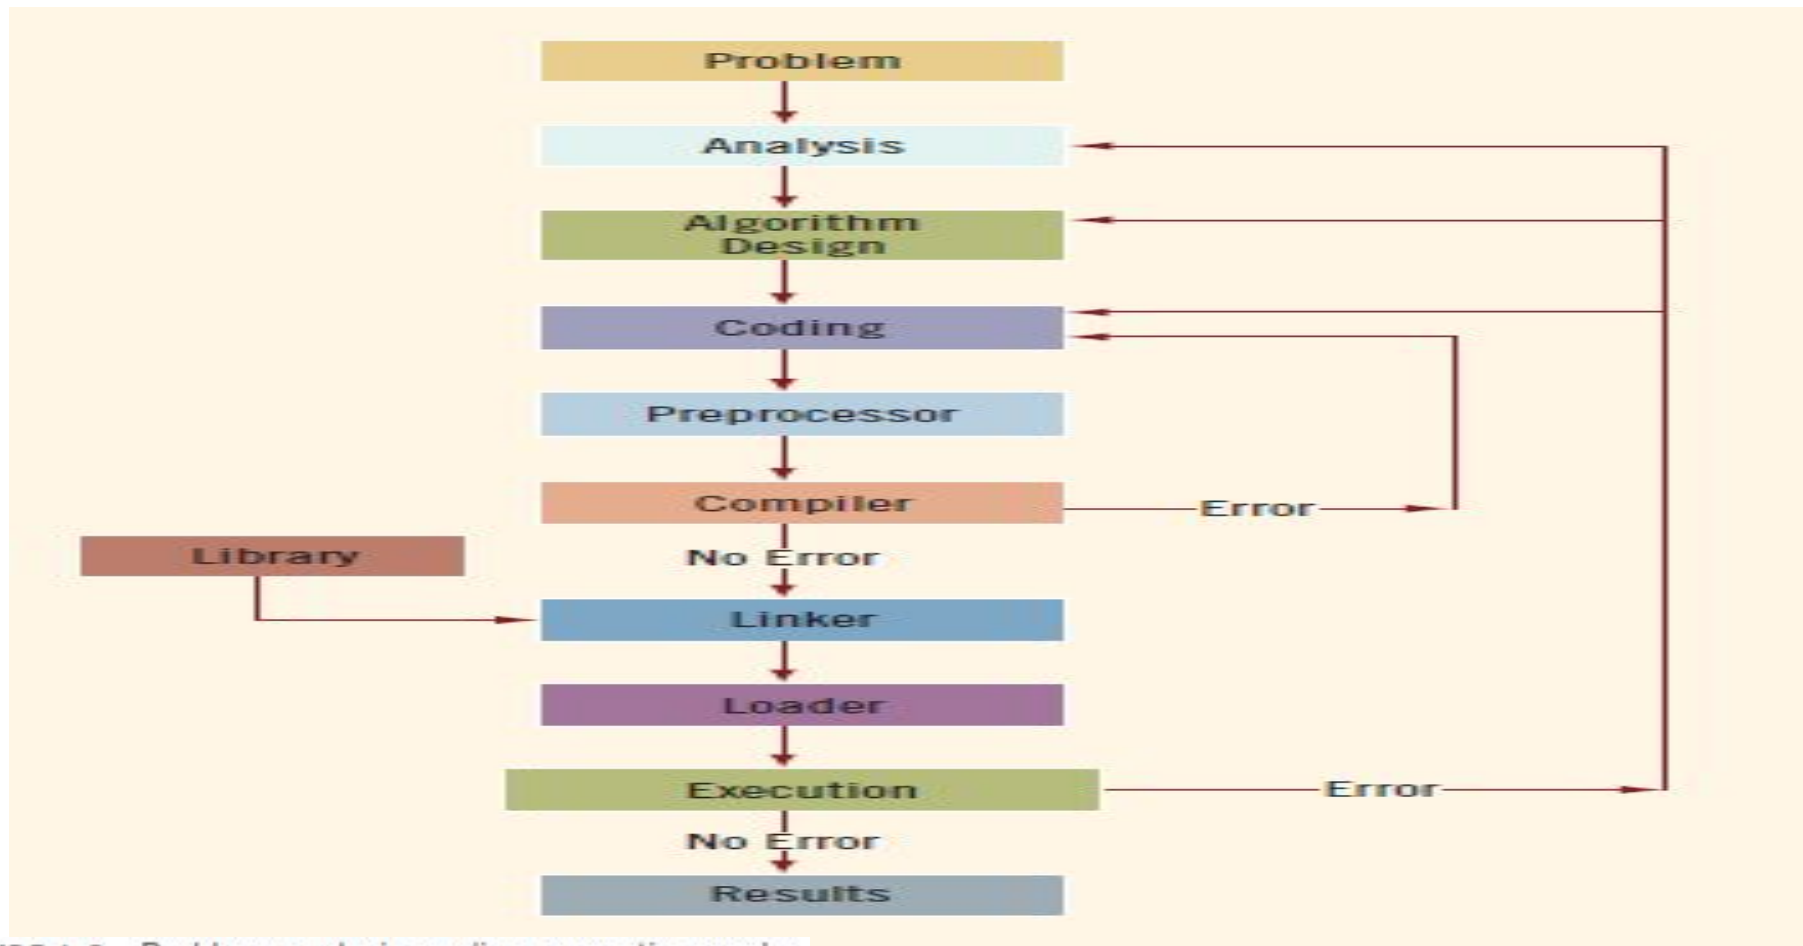 Problem
Analysis
Algorithm
Design
Coding
Preprocessor
Compiler
Error
Library
No Error
Linker
Loader
Execution
Error
No Error
Results